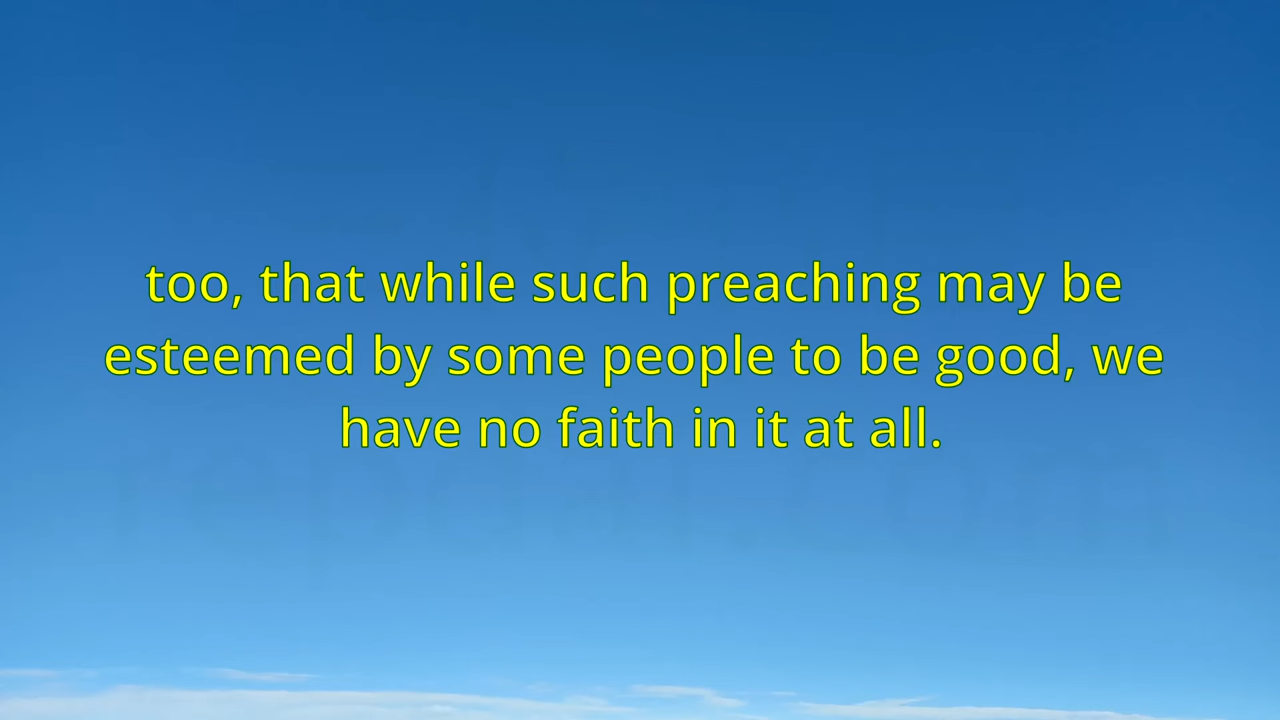 too, that while such preaching may be
esteemed by some people to be good, we
have no faith in it at all.